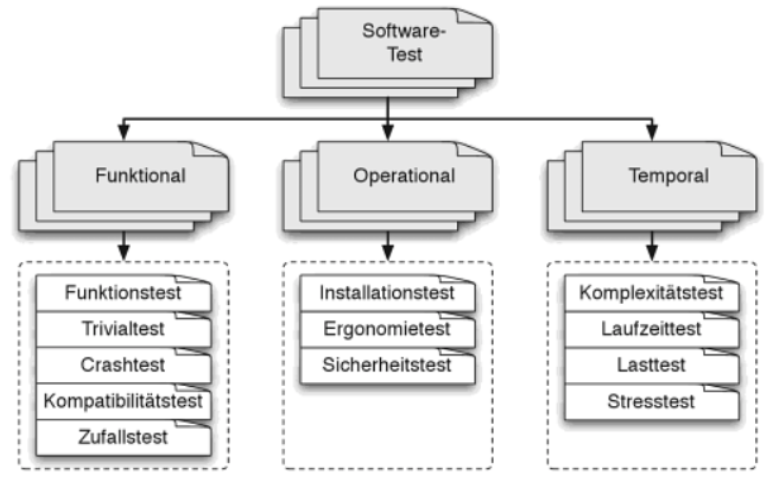 Software-
Test
Funktional
Operational
Temporal
Funktionstest
Trivialtest
Crashtest
Kompatibilitätstest
Zufallstest
Installationstest
Ergonomietest
Sicherheitstest
Komplexitätstest
Laufzeittest
Lasttest
Stresstest